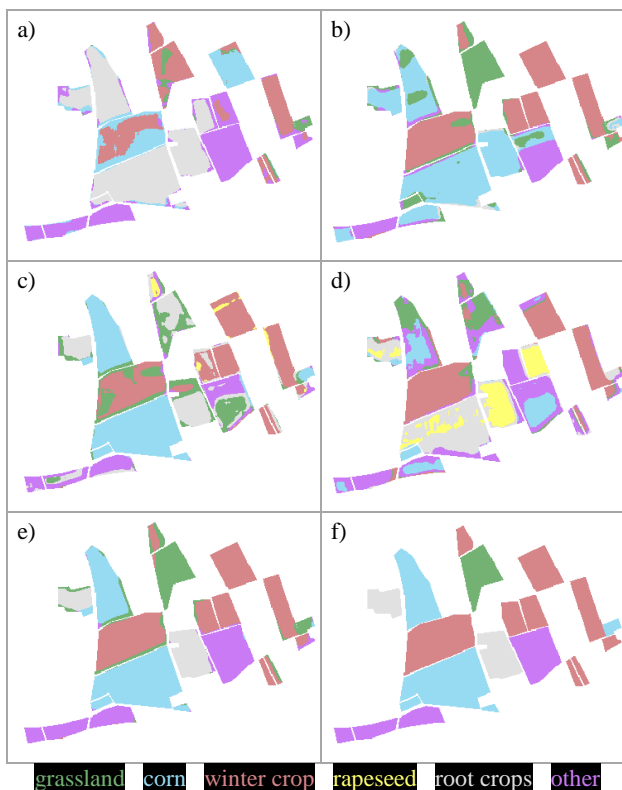 a) b)
c) d)
e) f)
grassland corn winter crop rapeseed root crops other